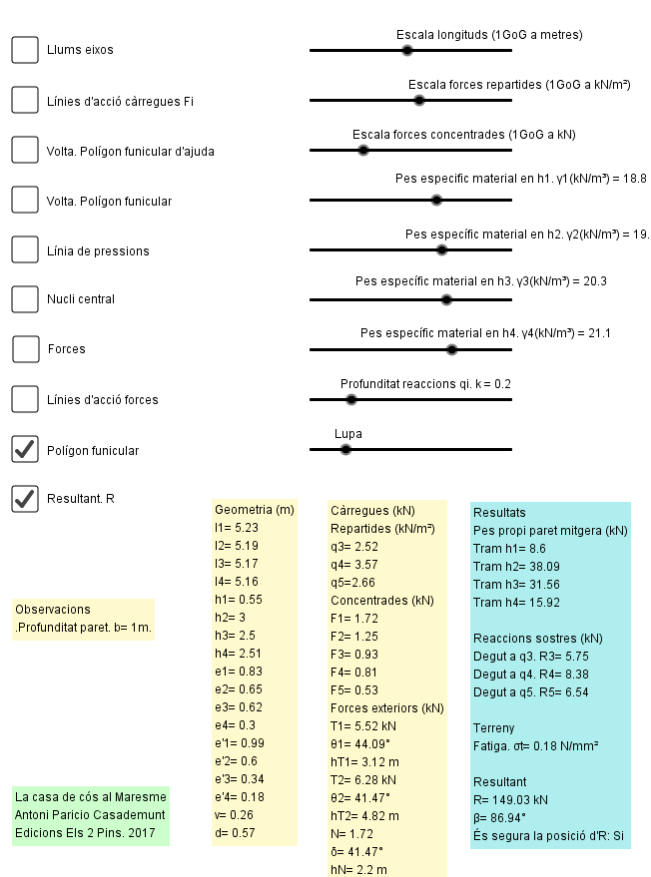 Escala longituds (1GoG a metres)
Llums eixos
Escala forces repartides (1GoG a kN/m²)
Línies d'acció càrregues Fi
Escala forces concentrades (1GoG a kN)
Volta. Polígon funicular d'ajuda
Pes especific material en h1. γ1(kN/m³) = 18.8
Volta. Polígon funicular
Pes específic material en h2. γ2(kN/m³) = 19.
Línia de pressions
Pes específic material en h3. γ3(kN/m³) = 20.3
Nucli central
Pes específic material en h4. γ4(kN/m³) = 21.1
Forces
Profunditat reaccions qi. k = 0.2
Línies d'acció forces
Lupa
Polígon funicular
Resultant. R
Observacions
.Profunditat paret. b= 1m.
La casa de cós al Maresme
Antoni Paricio Casademunt
Edicions Els 2 Pins. 2017
Geometria (m)
l1= 5.23
l2= 5.19
l3= 5.17
l4= 5.16
h1= 0.55
h2= 3
h3= 2.5
h4= 2.51
e1= 0.83
e2= 0.65
e3= 0.62
e4= 0.3
e'1= 0.99
e'2= 0.6
e'3= 0.34
e'4= 0.18
v= 0.26
d= 0.57
Càrregues (kN)
Repartides (kN/m²)
q3= 2.52
q4= 3.57
q5=2.66
Concentrades (kN)
F1= 1.72
F2= 1.25
F3= 0.93
F4= 0.81
F5= 0.53
Forces exteriors (kN)
T1= 5.52 kN
θ1= 44.09°
hT1= 3.12 m
T2= 6.28 kN
θ2= 41.47°
hT2= 4.82 m
N= 1.72
δ= 41.47°
hN= 2.2 m
Resultats
Pes propi paret mitgera (kN)
Tram h1= 8.6
Tram h2= 38.09
Tram h3= 31.56
Tram h4= 15.92
Reaccions sostres (kN)
Degut a q3. R3= 5.75
Degut a q4. R4= 8.38
Degut a q5. R5= 6.54
Terreny
Fatiga. σt= 0.18 N/mm²
Resultant
R= 149.03 kN
β= 86.94°
És segura la posició d'R: Si